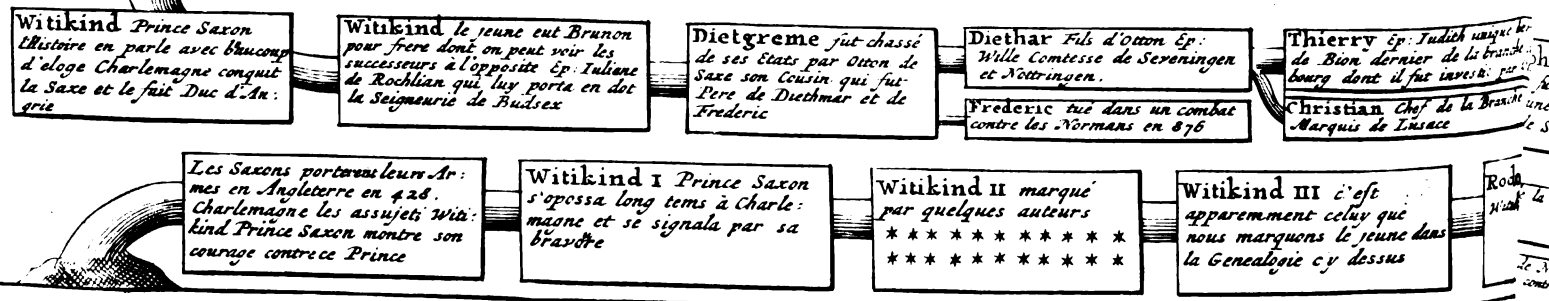 Witikind Prince Saxon
l'Histoire en parle avec beaucoup
d'eloge Charlemagne conquit
la Saxe et le fait Duc d'An:
grie
Witikind le jeune eut Brunon
pour frere dont on peut voir les
successeurs à l'opposite Ep: Iuliane
de Rochlian qui luy porta en dot
la Seigneurie de Budsex
Dietgreme fut chassé
de ses Etats par Otton de
Saxe son Cousin qui fut
Pere de Diethmar et de
Frederic
Diethar Fils d'Otton Ep:
Wille Comtesse de Sereningen
et Nottringen.
Frederic tué dans un combat
contre les Normans en 876
Thierry Ep: Iudith unique
de Bion dernier de la branche
bourg dont il fut investi par
Christian Chef de la Branche
Marquis de Lusace
Les Saxons porterent leurs Ar:
mes en Angleterre en 428.
Charlemagne les assujeti Witi:
kind Prince Saxon montre son
courage contre ce Prince
Witikind I Prince Saxon
s'opossa long tems à Charle:
magne et se signala par sa
bravore
Witikind II marqué
par quelques auteurs
* * * * * * * * * * *
* * * * * * * * * * *
Witikind III c'est
apparemment celuy que
nous marquons le jeune dans
la Genealogie cy dessus